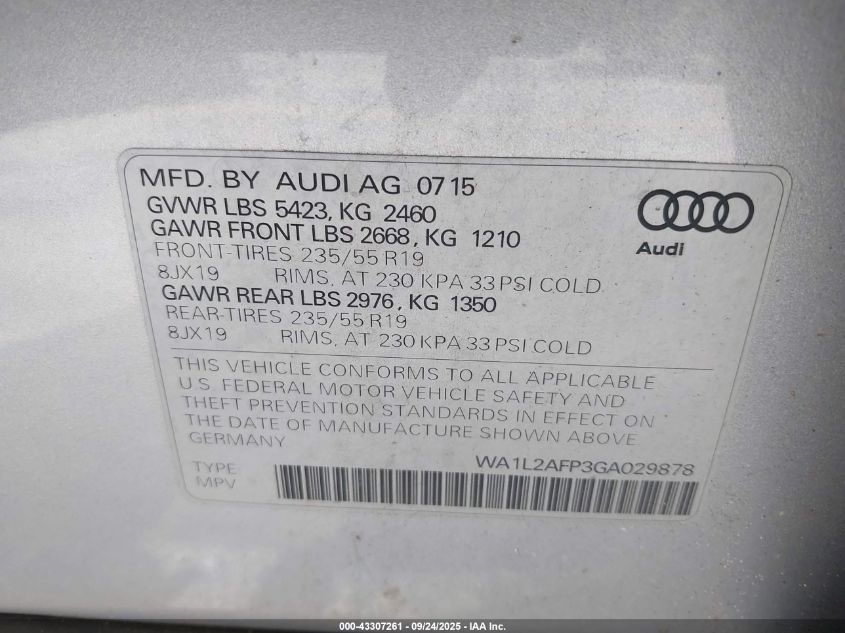 MFD. BY AUDI AG 07 15
GVWR LBS 5423, KG 2460
GAWR FRONT LBS 2668, KG 1210
FRONT-TIRES 235/55 R19
8JX19 RIMS, AT 230 KPA 33 PSI COLD
GAWR REAR LBS 2976, KG 1350
REAR-TIRES 235/55 R19
8JX19 RIMS, AT 230 KPA 33 PSI COLD
Audi
THIS VEHICLE CONFORMS TO ALL APPLICABLE
U.S. FEDERAL MOTOR VEHICLE SAFETY AND
THEFT PREVENTION STANDARDS IN EFFECT ON
THE DATE OF MANUFACTURE SHOWN ABOVE
GERMANY
TYPE WA1L2AFP3GA029878
MPV
000-43307261 - 09/24/2025 - IAA Inc.